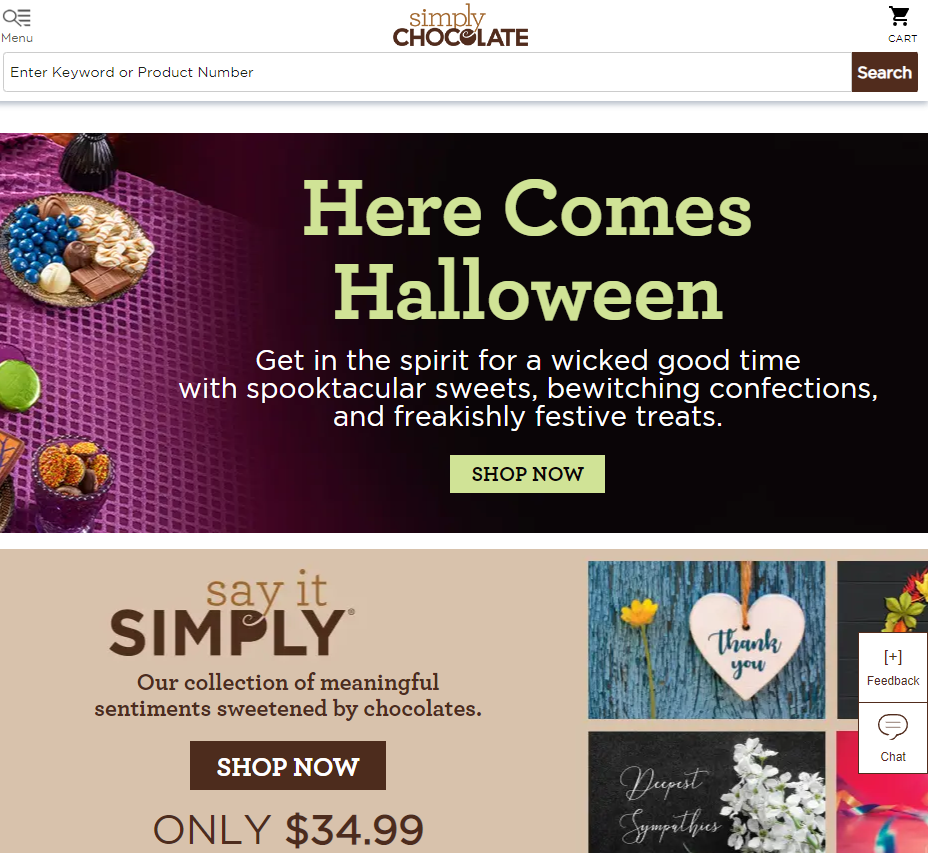 Menu
simply
CHOCOLATE
CART
Enter Keyword or Product Number
Search
Here Comes
Halloween
Get in the spirit for a wicked good time
with spooktacular sweets, bewitching confections,
and freakishly festive treats.
SHOP NOW
say it
SIMPLY®
Our collection of meaningful
sentiments sweetened by chocolates.
SHOP NOW
ONLY $34.99
thank
you
Deepest
Sympathies
[+]
Feedback
Chat